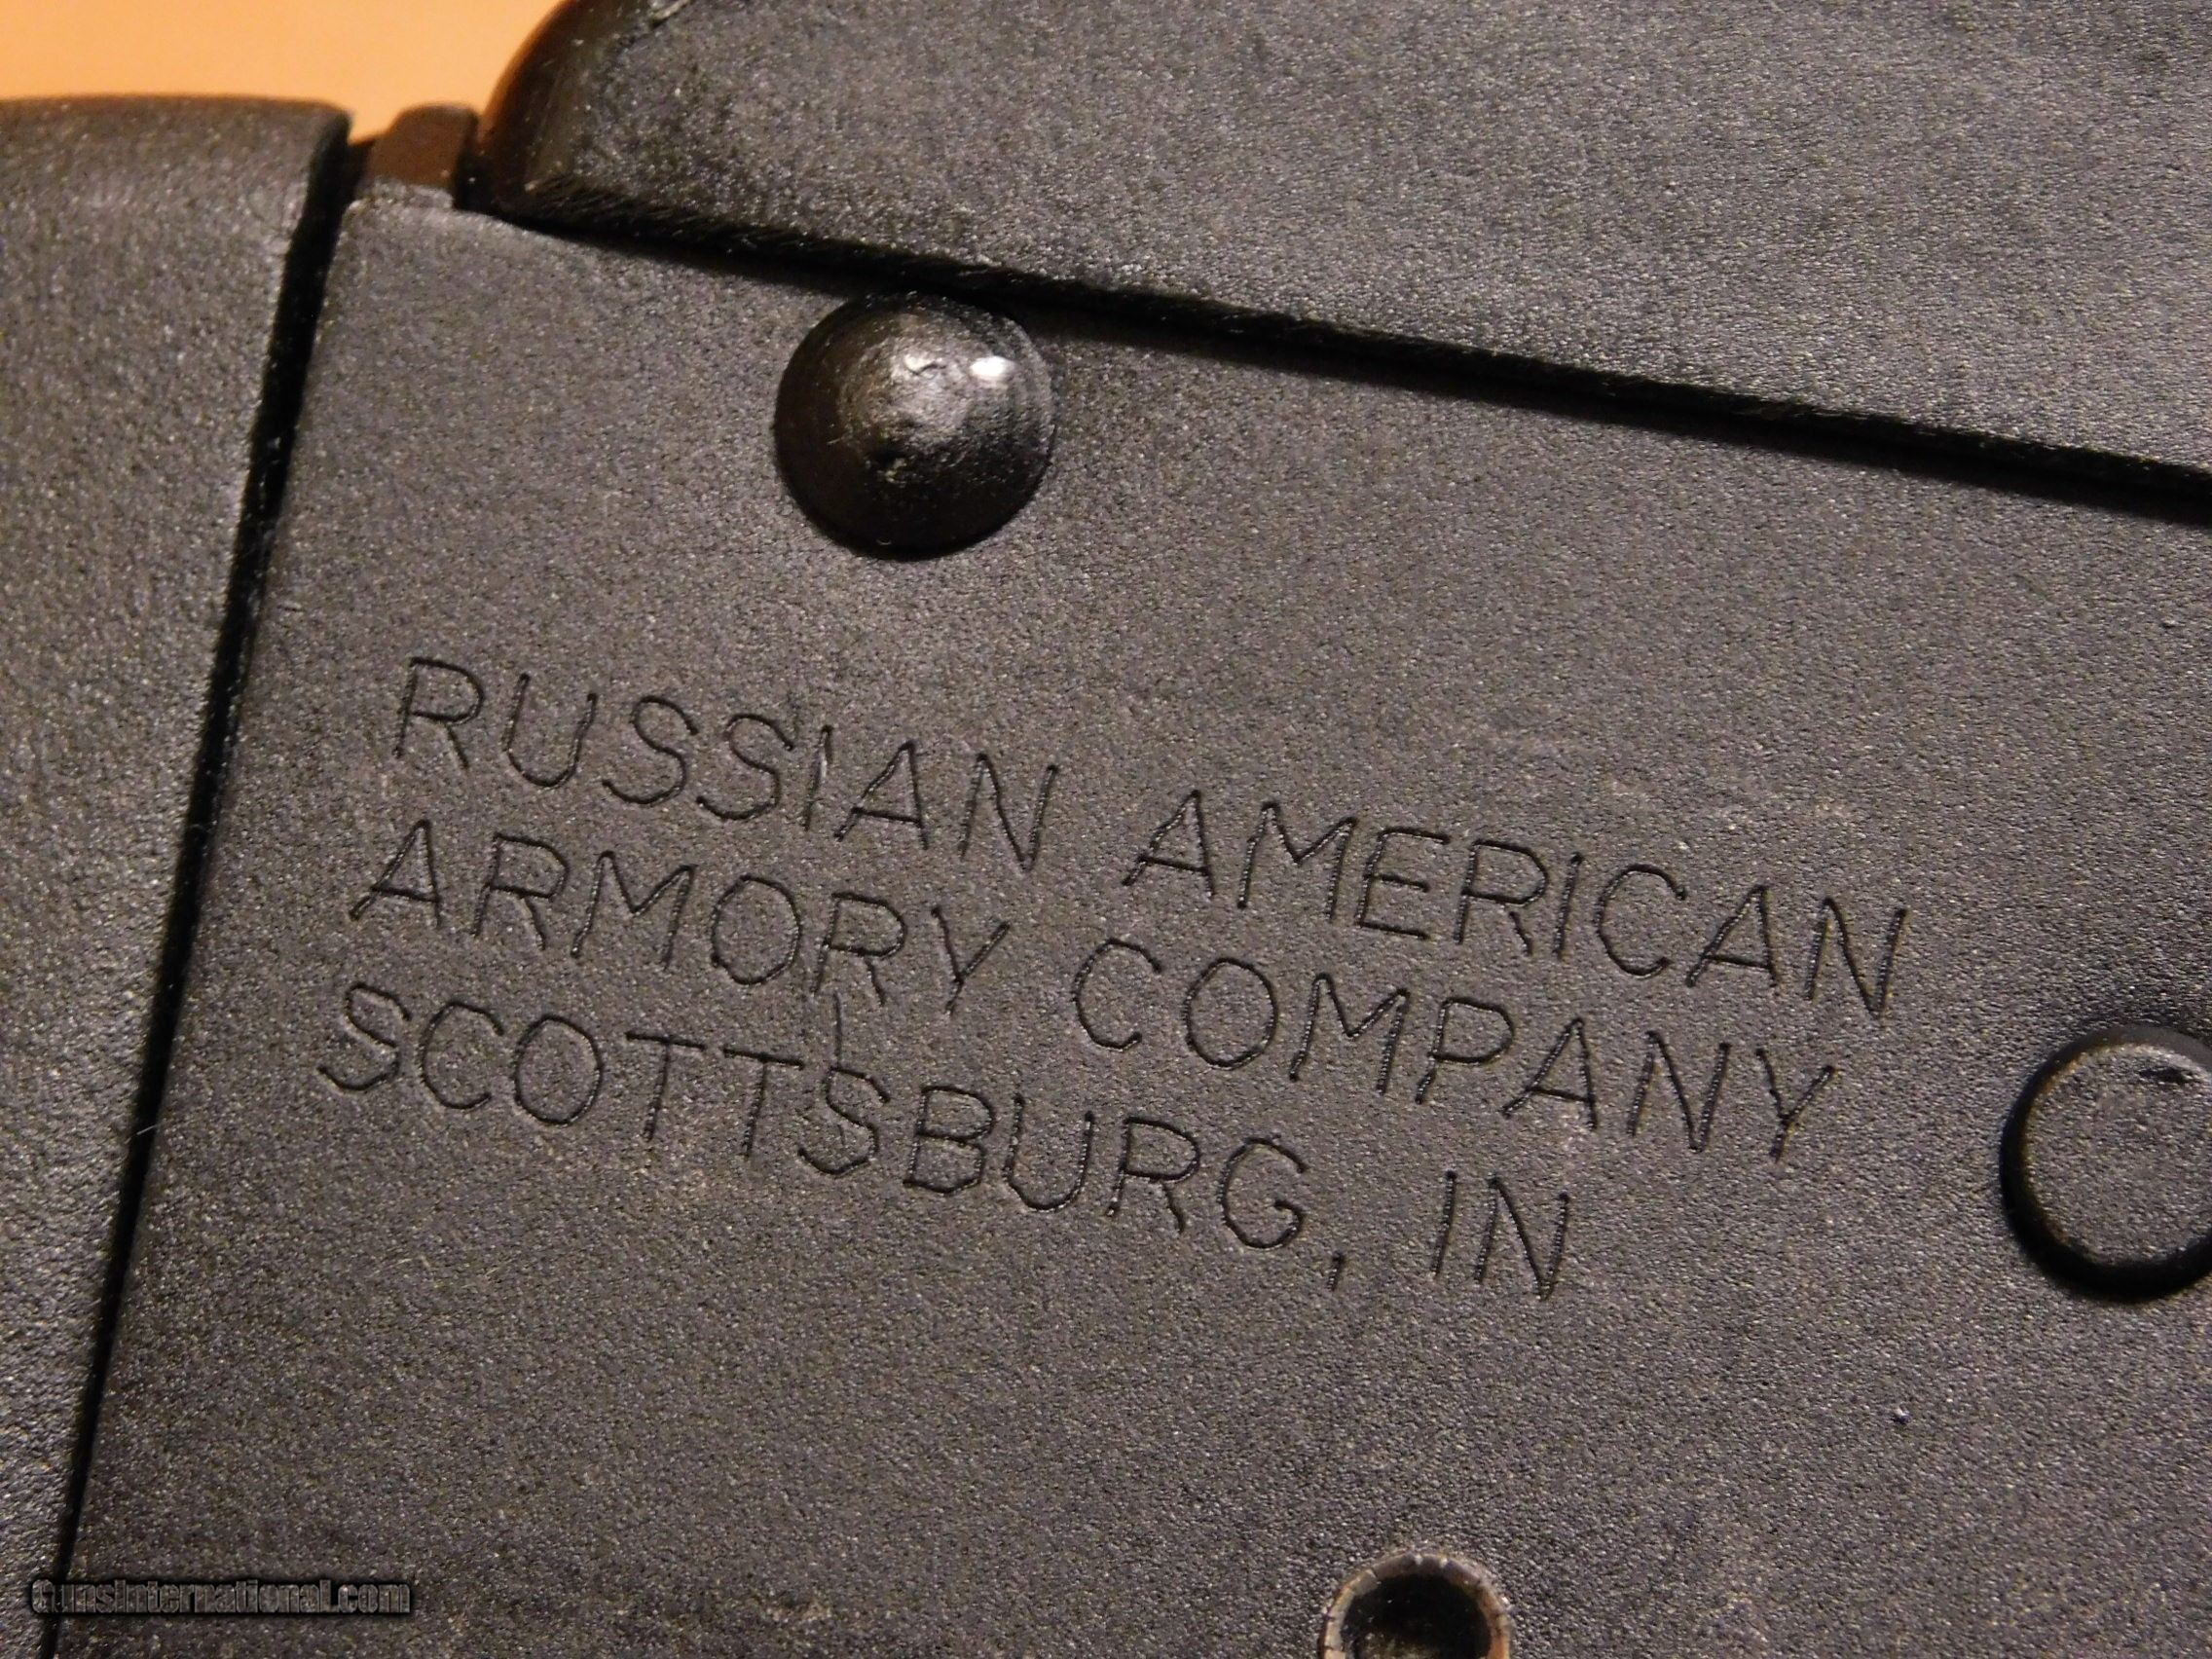 RUSSIAN AMERICAN
ARMORY COMPANY
SCOTTSBURG, IN
GunsInternational.com